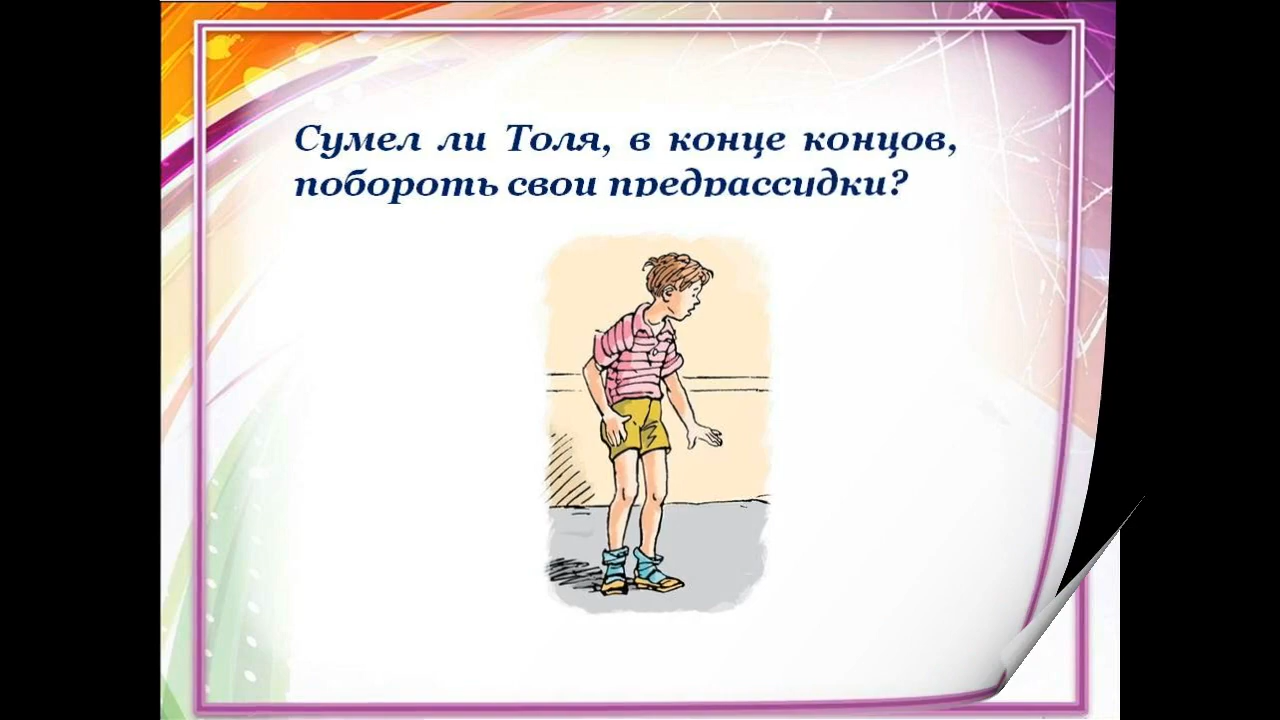 Сумел ли Толя, в конце концов,
побороть свои предрассудки?